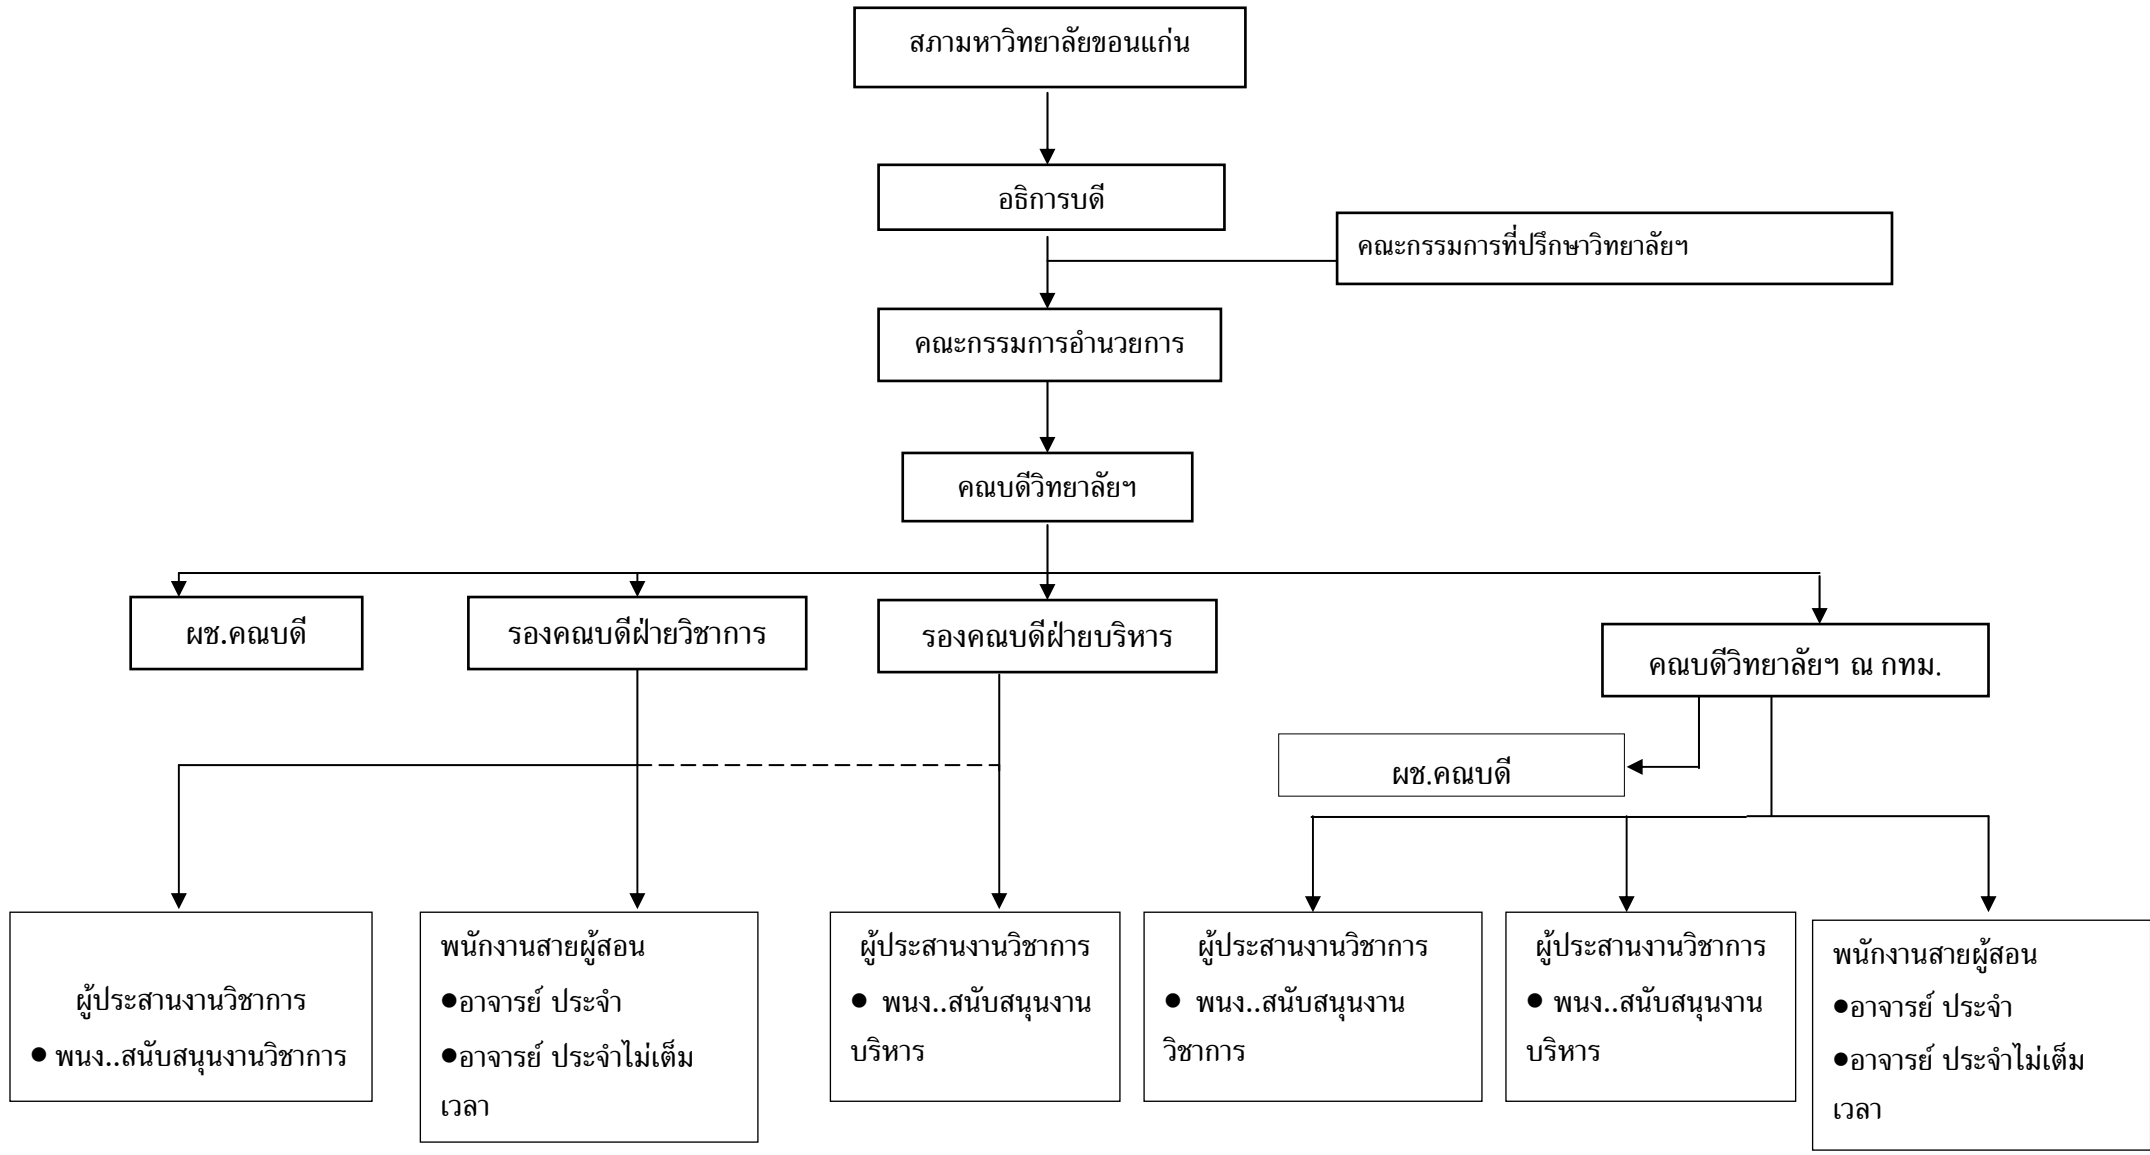 สภามหาวิทยาลัยขอนแก่น
อธิการบดี
คณะกรรมการที่ปรึกษาวิทยาลัยฯ
คณะกรรมการอำนวยการ
คณบดีวิทยาลัยฯ
ผช.คณบดี
รองคณบดีฝ่ายวิชาการ
รองคณบดีฝ่ายบริหาร
คณบดีวิทยาลัยฯ ณ กทม.
ผช.คณบดี
ผู้ประสานงานวิชาการ
● พนง..สนับสนุนงานวิชาการ
พนักงานสายผู้สอน
●อาจารย์ ประจำ
●อาจารย์ ประจำไม่เต็ม
เวลา
ผู้ประสานงานวิชาการ
● พนง..สนับสนุนงาน
บริหาร
ผู้ประสานงานวิชาการ
● พนง..สนับสนุนงาน
วิชาการ
ผู้ประสานงานวิชาการ
● พนง..สนับสนุนงาน
บริหาร
พนักงานสายผู้สอน
●อาจารย์ ประจำ
●อาจารย์ ประจำไม่เต็ม
เวลา